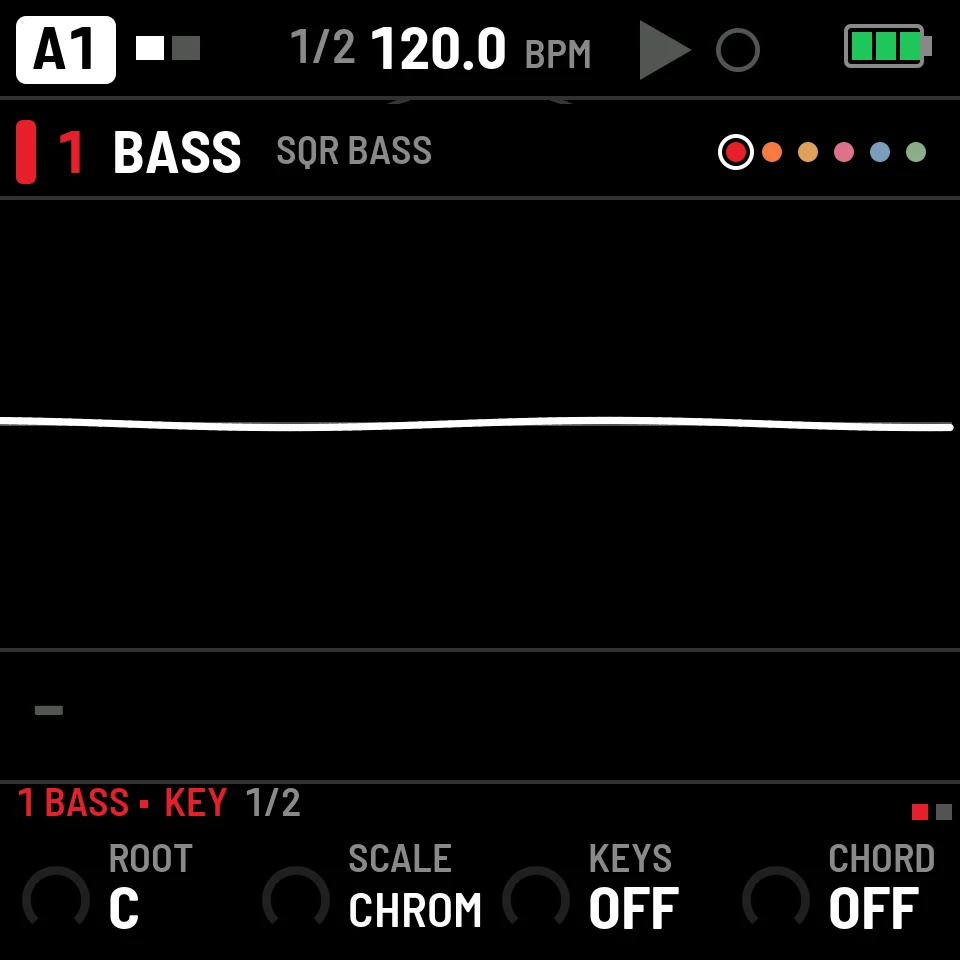 A1 1/2 120.0 BPM
1 BASS SQR BASS
1 BASS · KEY 1/2
ROOT SCALE KEYS CHORD
C CHROM OFF OFF